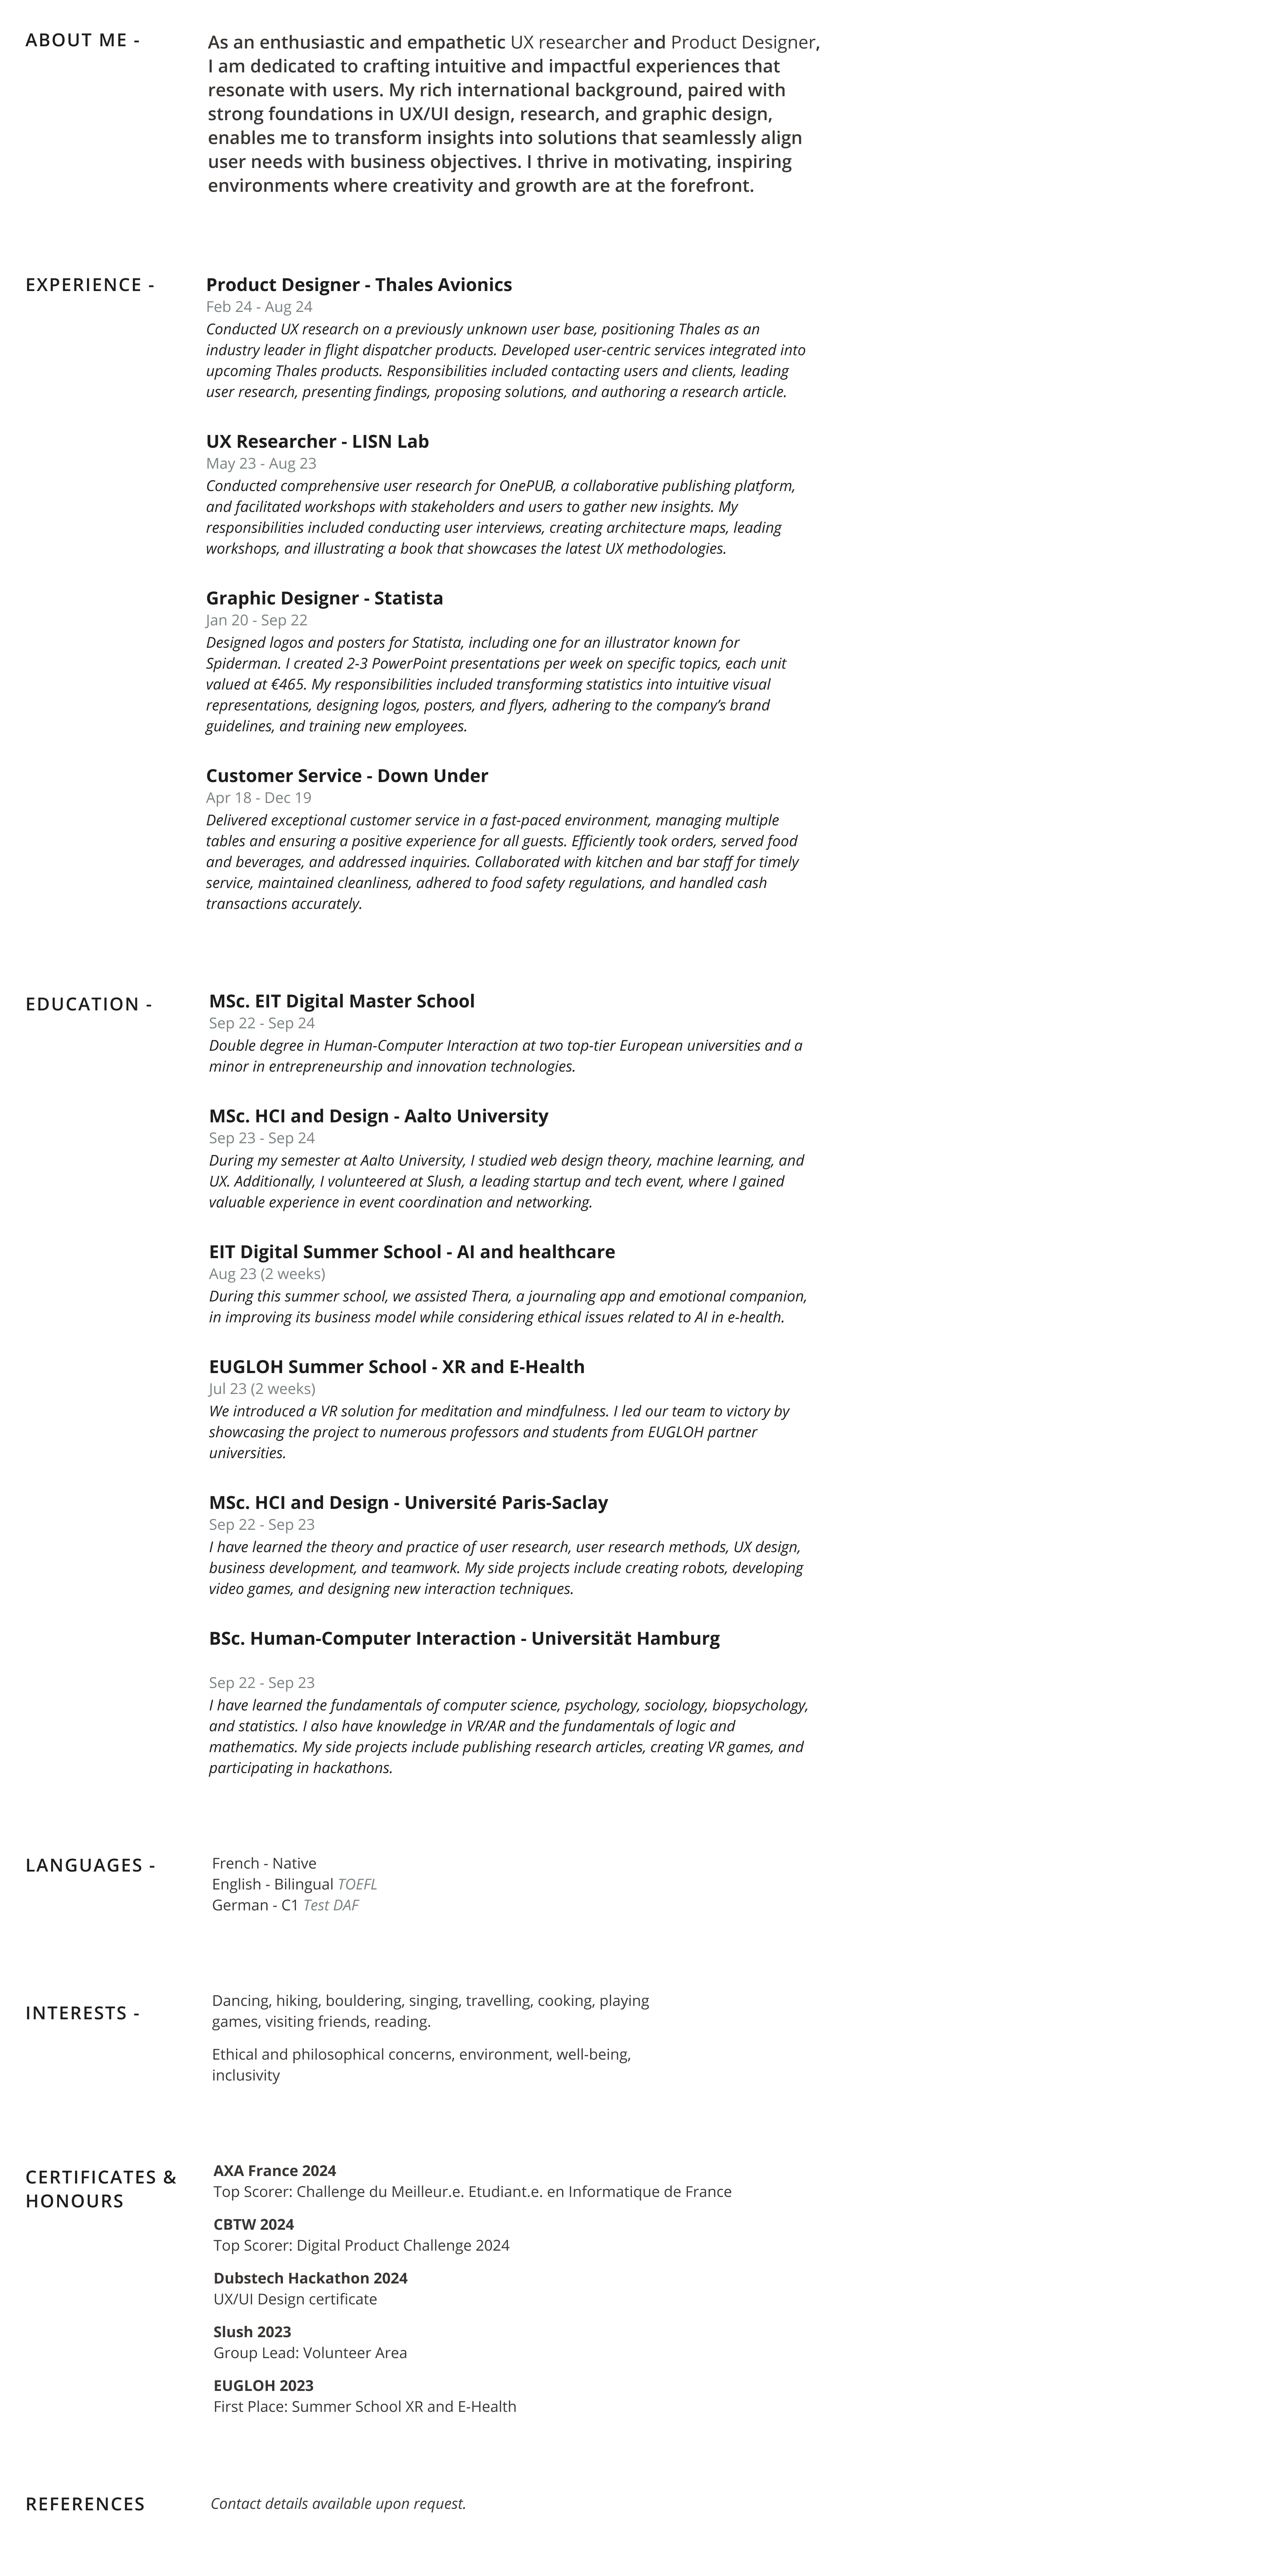 ABOUT ME -
As an enthusiastic and empathetic UX researcher and Product Designer,
I am dedicated to crafting intuitive and impactful experiences that
resonate with users. My rich international background, paired with
strong foundations in UX/UI design, research, and graphic design,
enables me to transform insights into solutions that seamlessly align
user needs with business objectives. I thrive in motivating, inspiring
environments where creativity and growth are at the forefront.
EXPERIENCE -
Product Designer - Thales Avionics
Feb 24 - Aug 24
Conducted UX research on a previously unknown user base, positioning Thales as an
industry leader in flight dispatcher products. Developed user-centric services integrated into
upcoming Thales products. Responsibilities included contacting users and clients, leading
user research, presenting findings, proposing solutions, and authoring a research article.
UX Researcher - LISN Lab
May 23 - Aug 23
Conducted comprehensive user research for OnePUB, a collaborative publishing platform,
and facilitated workshops with stakeholders and users to gather new insights. My
responsibilities included conducting user interviews, creating architecture maps, leading
workshops, and illustrating a book that showcases the latest UX methodologies.
Graphic Designer - Statista
Jan 20 - Sep 22
Designed logos and posters for Statista, including one for an illustrator known for
Spiderman. I created 2-3 PowerPoint presentations per week on specific topics, each unit
valued at €465. My responsibilities included transforming statistics into intuitive visual
representations, designing logos, posters, and flyers, adhering to the company's brand
guidelines, and training new employees.
Customer Service - Down Under
Apr 18 - Dec 19
Delivered exceptional customer service in a fast-paced environment, managing multiple
tables and ensuring a positive experience for all guests. Efficiently took orders, served food
and beverages, and addressed inquiries. Collaborated with kitchen and bar staff for timely
service, maintained cleanliness, adhered to food safety regulations, and handled cash
transactions accurately.
EDUCATION -
MSc. EIT Digital Master School
Sep 22 - Sep 24
Double degree in Human-Computer Interaction at two top-tier European universities and a
minor in entrepreneurship and innovation technologies.
MSc. HCI and Design - Aalto University
Sep 23 - Sep 24
During my semester at Aalto University, I studied web design theory, machine learning, and
UX. Additionally, I volunteered at Slush, a leading startup and tech event, where I gained
valuable experience in event coordination and networking.
EIT Digital Summer School - AI and healthcare
Aug 23 (2 weeks)
During this summer school, we assisted Thera, a journaling app and emotional companion,
in improving its business model while considering ethical issues related to AI in e-health.
EUGLOH Summer School - XR and E-Health
Jul 23 (2 weeks)
We introduced a VR solution for meditation and mindfulness. I led our team to victory by
showcasing the project to numerous professors and students from EUGLOH partner
universities.
MSc. HCI and Design - Université Paris-Saclay
Sep 22 - Sep 23
I have learned the theory and practice of user research, user research methods, UX design,
business development, and teamwork. My side projects include creating robots, developing
video games, and designing new interaction techniques.
BSc. Human-Computer Interaction - Universität Hamburg
Sep 22 - Sep 23
I have learned the fundamentals of computer science, psychology, sociology, biopsychology,
and statistics. I also have knowledge in VR/AR and the fundamentals of logic and
mathematics. My side projects include publishing research articles, creating VR games, and
participating in hackathons.
LANGUAGES -
French - Native
English - Bilingual TOEFL
German - C1 Test DAF
INTERESTS -
Dancing, hiking, bouldering, singing, travelling, cooking, playing
games, visiting friends, reading.
Ethical and philosophical concerns, environment, well-being,
inclusivity
CERTIFICATES &
HONOURS
AXA France 2024
Top Scorer: Challenge du Meilleur.e. Etudiant.e. en Informatique de France
CBTW 2024
Top Scorer: Digital Product Challenge 2024
Dubstech Hackathon 2024
UX/UI Design certificate
Slush 2023
Group Lead: Volunteer Area
EUGLOH 2023
First Place: Summer School XR and E-Health
REFERENCES
Contact details available upon request.